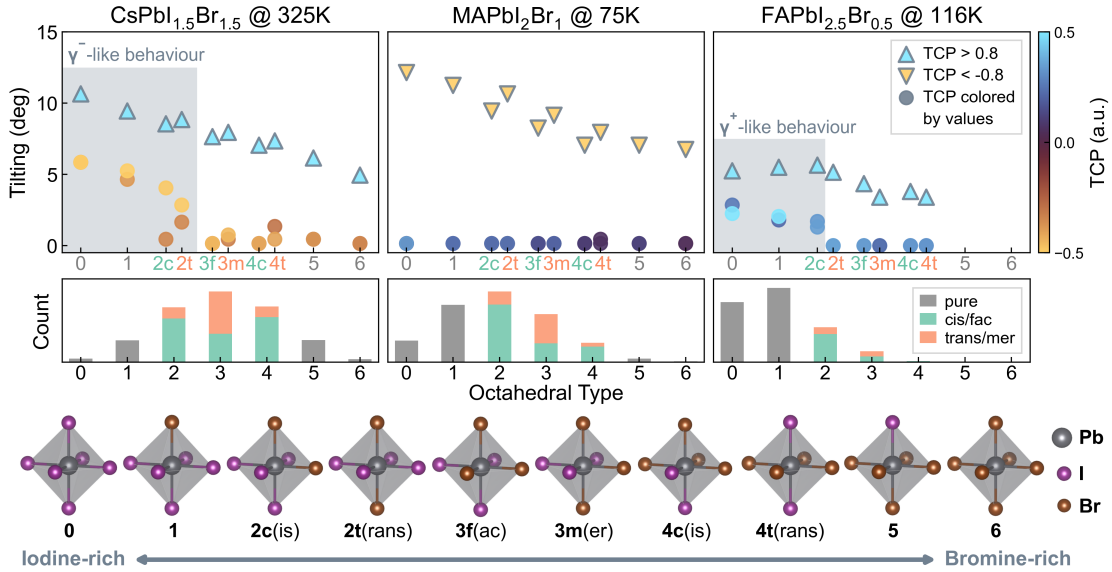 CsPbI1.5Br1.5 @ 325K
MAPbI2Br1 @ 75K
FAPbI2.5Br0.5 @ 116K
Tilting (deg)
15
10
5
0
γ−-like behaviour
0 1 2c 2t 3f 3m 4c 4t 5 6
0 1 2c 2t 3f 3m 4c 4t 5 6
γ+-like behaviour
TCP > 0.8
TCP < -0.8
TCP colored
by values
0 1 2c 2t 3f 3m 4c 4t 5 6
0.5
0.0
−0.5
TCP (a.u.)
Count
0 1 2 3 4 5 6
0 1 2 3 4 5 6
pure
cis/fac
trans/mer
0 1 2 3 4 5 6
Octahedral Type
Pb
I
Br
0 1 2c(is) 2t(rans) 3f(ac) 3m(er) 4c(is) 4t(rans) 5 6
Iodine-rich
Bromine-rich